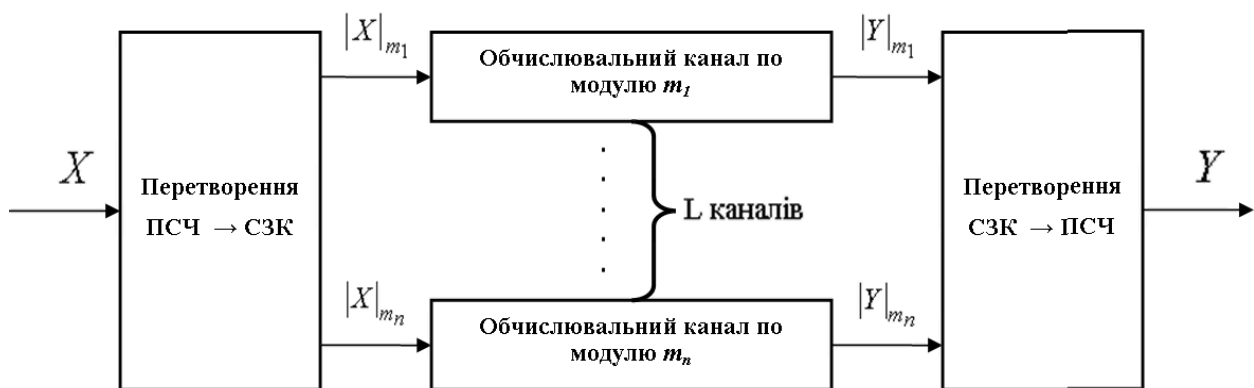 |X|m1
Обчислювальний канал по
модулю m1
|Y|m1
X
Перетворення
ПСЧ → СЗК
L каналів
Перетворення
СЗК → ПСЧ
Y
|X|mn
Обчислювальний канал по
модулю mn
|Y|mn